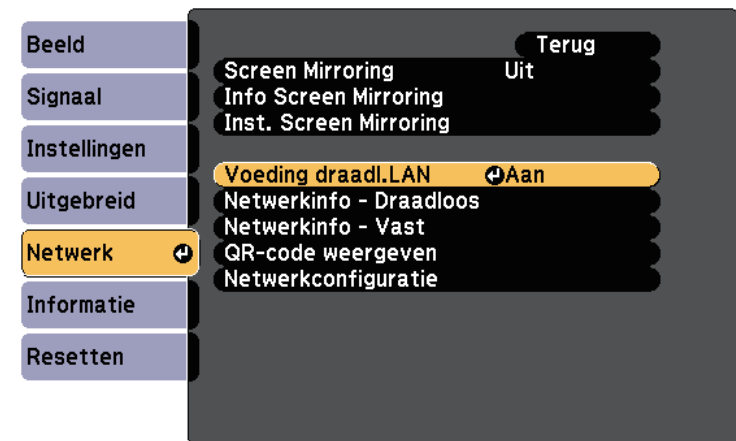 Beeld
Signaal
Instellingen
Uitgebreid
Netwerk
Informatie
Resetten
Terug
Screen Mirroring Uit
Info Screen Mirroring
Inst. Screen Mirroring
Voeding draadl.LAN Aan
Netwerkinfo - Draadloos
Netwerkinfo - Vast
QR-code weergeven
Netwerkconfiguratie